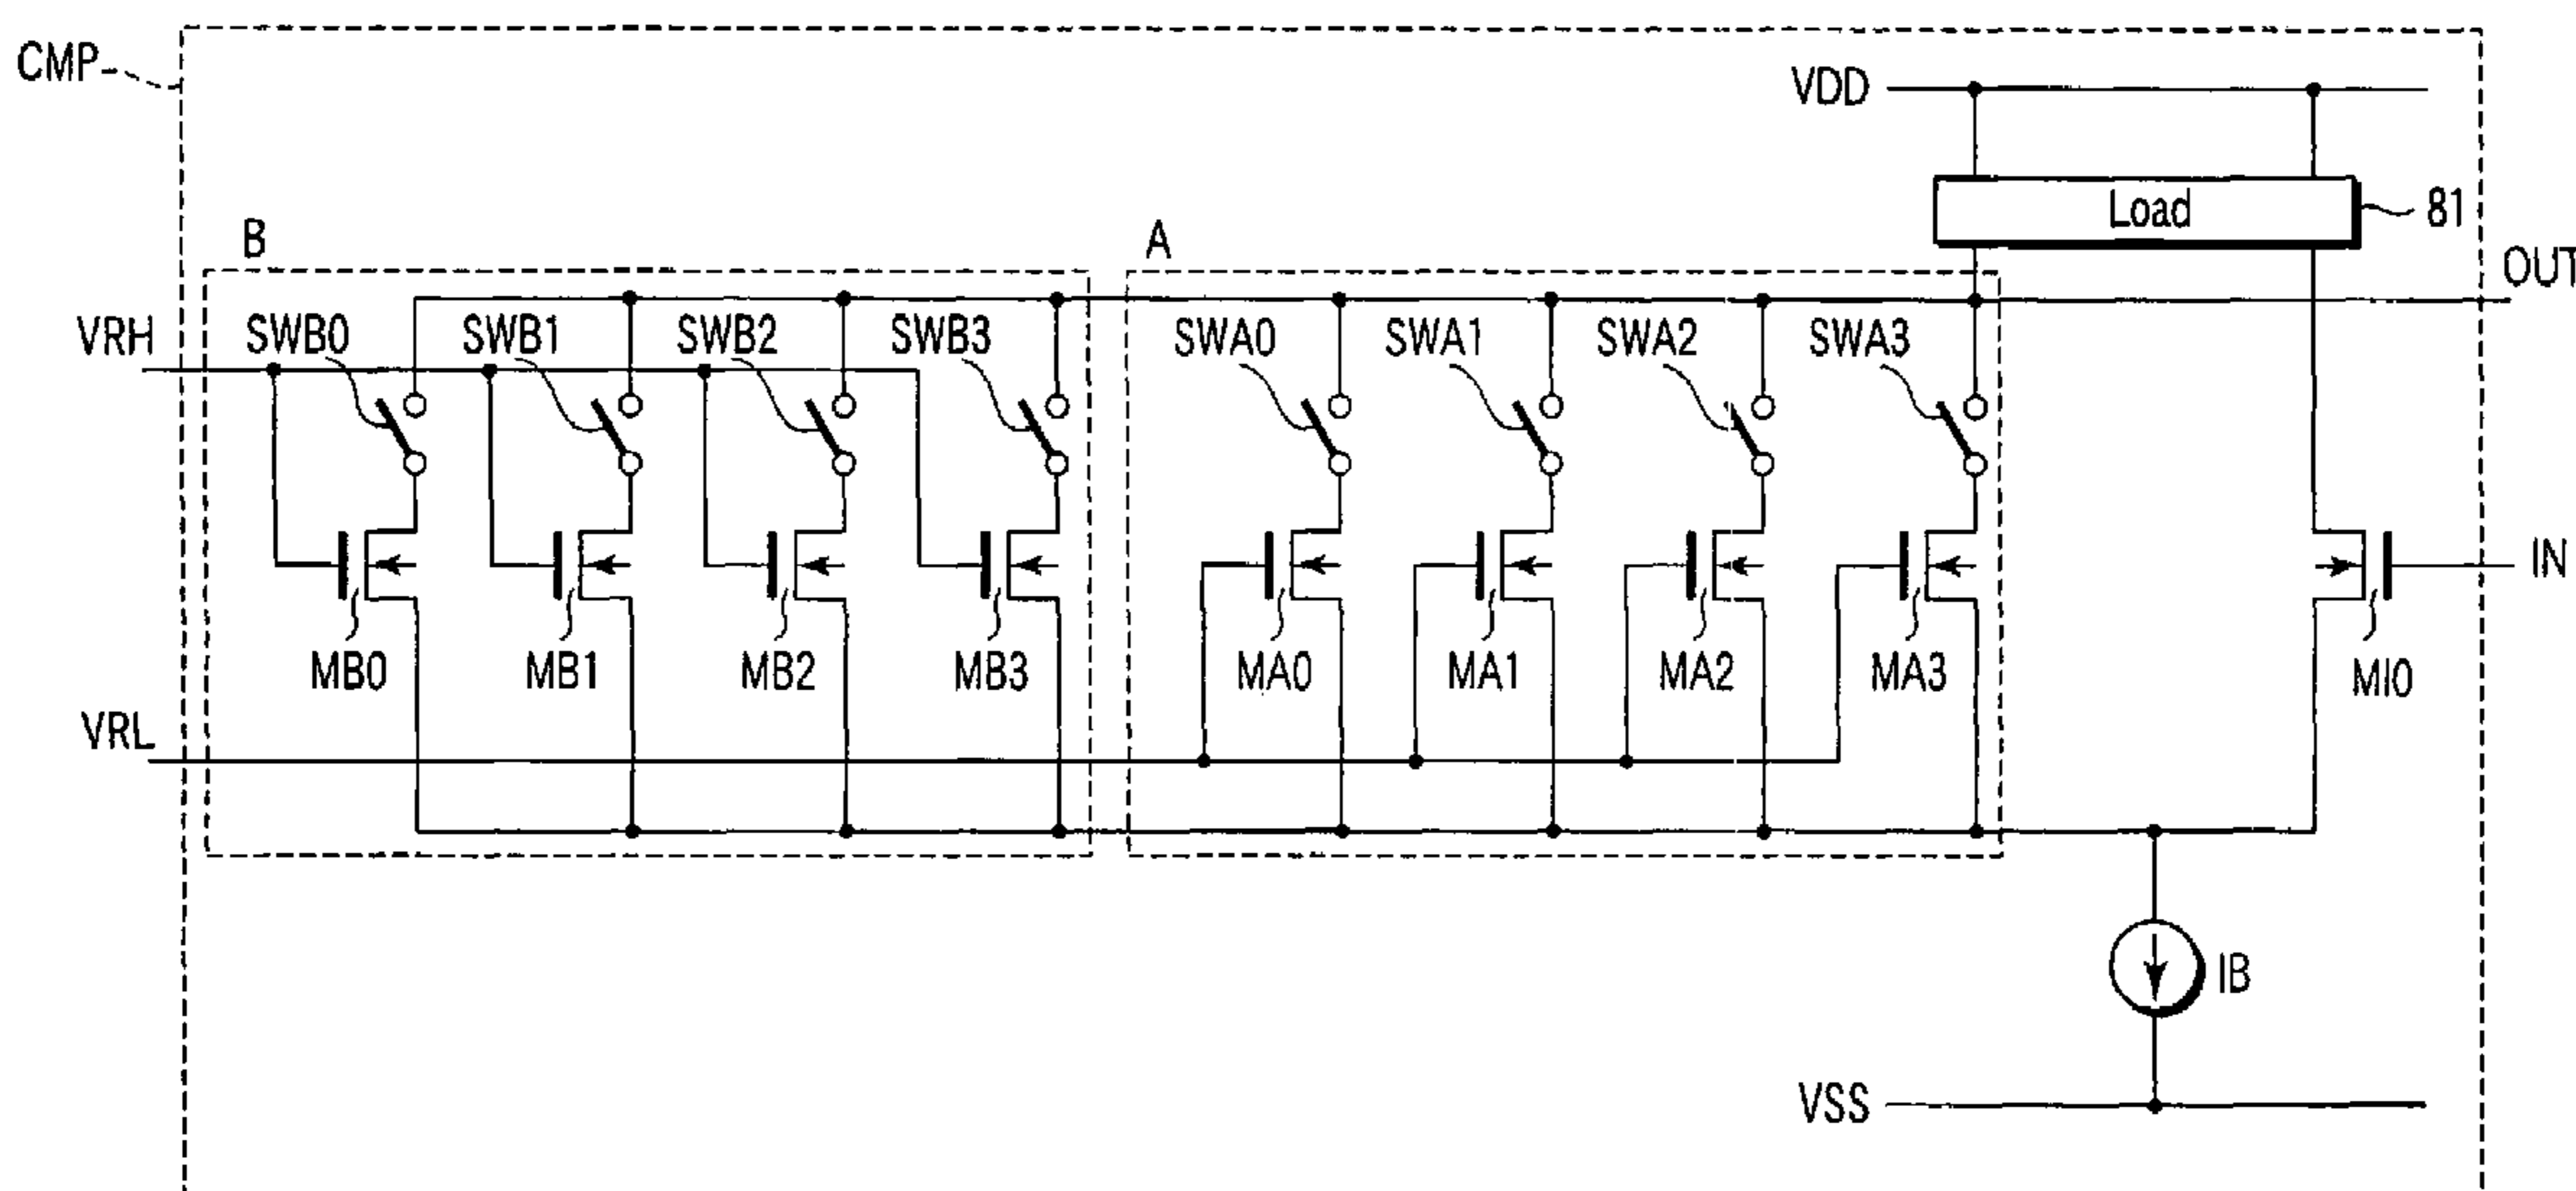 CMP
VDD
Load
81
B
A
OUT
VRH
SWB0
SWB1
SWB2
SWB3
SWA0
SWA1
SWA2
SWA3
IN
MB0
MB1
MB2
MB3
MA0
MA1
MA2
MA3
MI0
VRL
IB
VSS